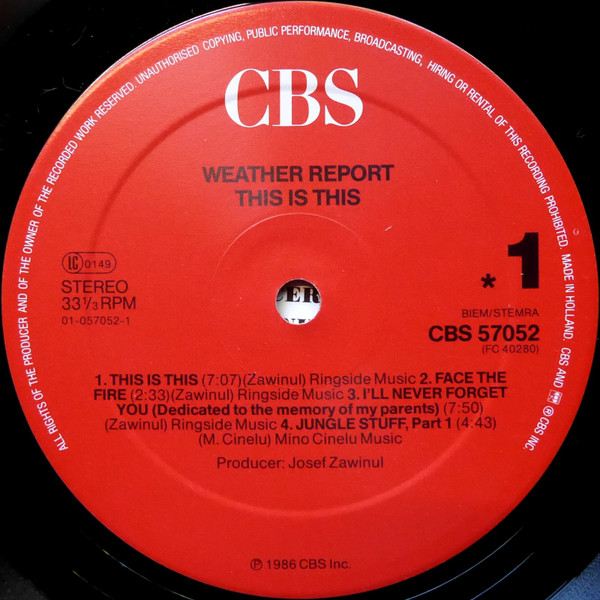 ALL RIGHTS OF THE PRODUCER AND OF THE OWNER OF THE RECORDED WORK RESERVED. UNAUTHORISED COPYING, PUBLIC PERFORMANCE, BROADCASTING, HIRING OR RENTAL OF THIS RECORDING PROHIBITED. MADE IN HOLLAND. CBS AND ℗ CBS INC.
CBS
WEATHER REPORT
THIS IS THIS
LC 0149
STEREO
33 1/3 RPM
01-057052-1
* 1
BIEM/STEMRA
CBS 57052
(FC 40280)
ER
1. THIS IS THIS (7:07)(Zawinul) Ringside Music 2. FACE THE
FIRE (2:33)(Zawinul) Ringside Music 3. I'LL NEVER FORGET
YOU (Dedicated to the memory of my parents) (7:50)
(Zawinul) Ringside Music 4. JUNGLE STUFF, Part 1 (4:43)
(M. Cinelu) Mino Cinelu Music
Producer: Josef Zawinul
℗ 1986 CBS Inc.